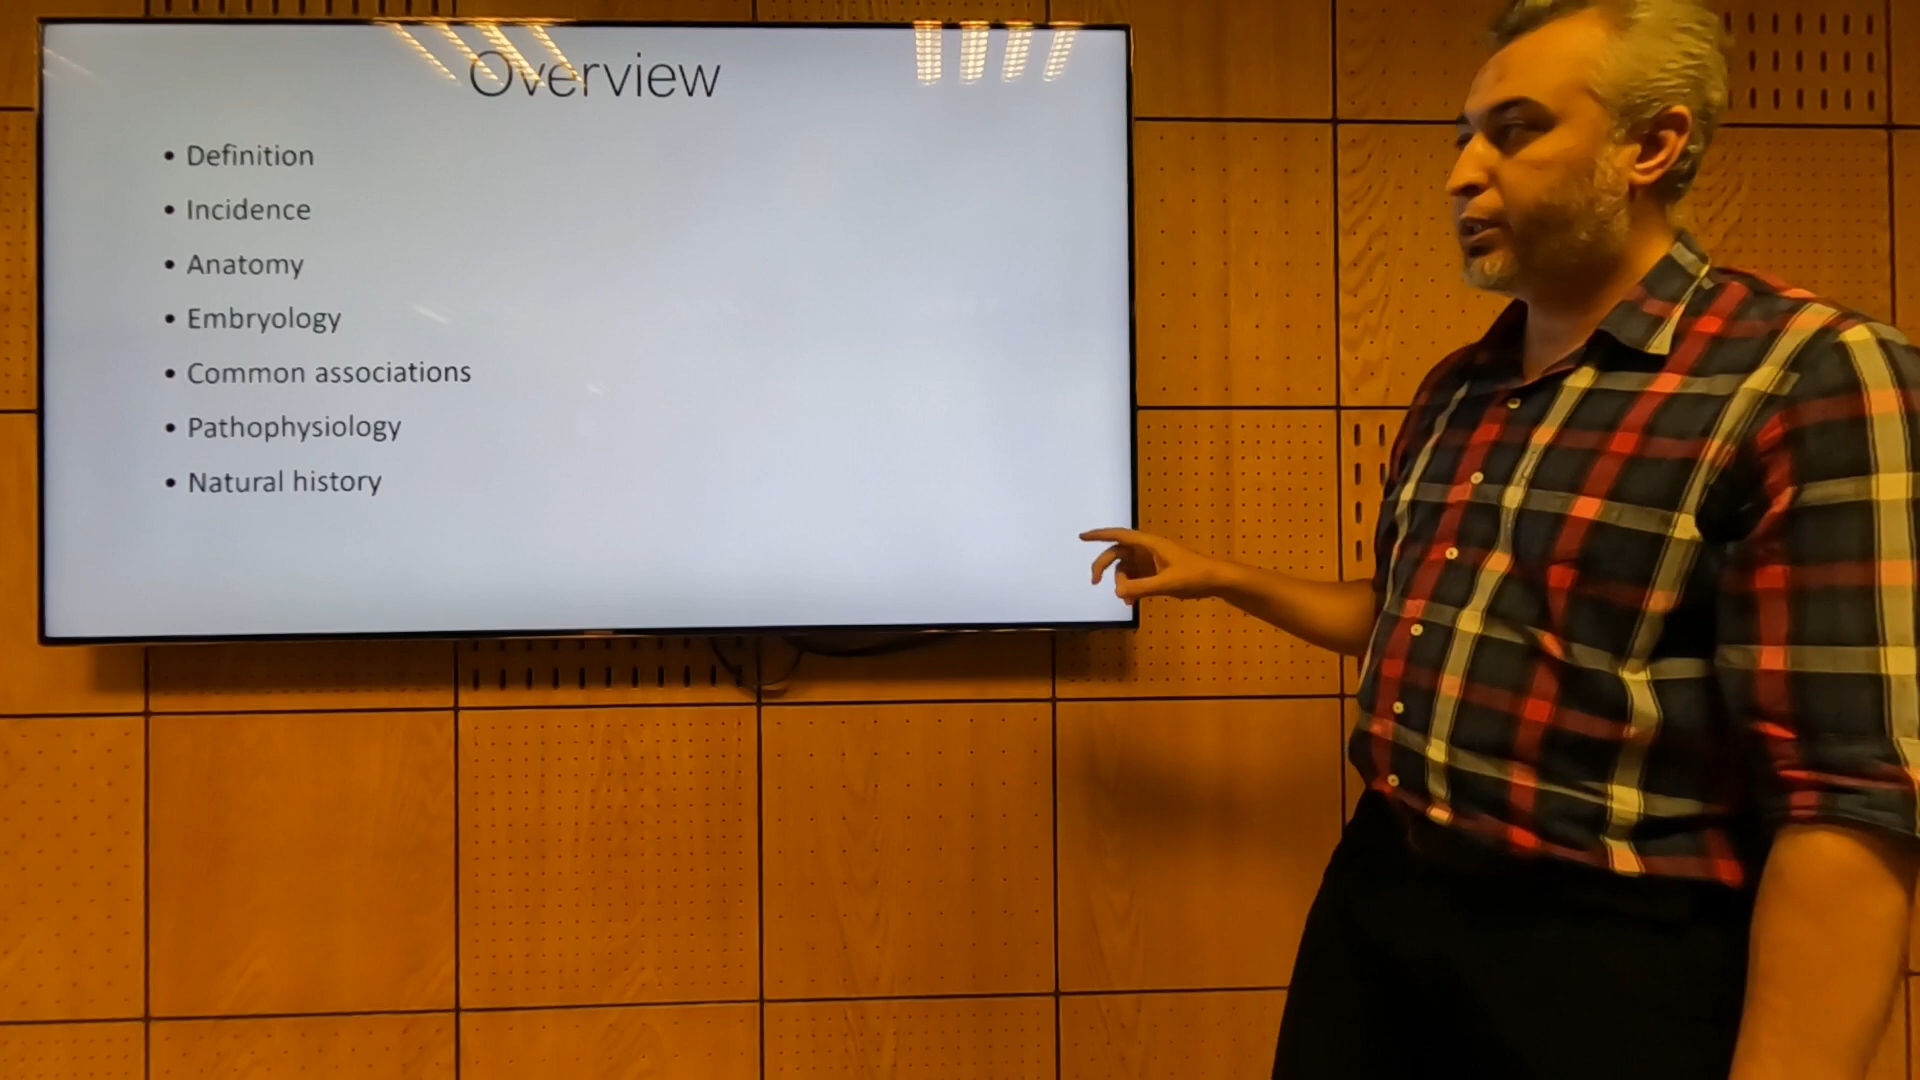 Overview
• Definition
• Incidence
• Anatomy
• Embryology
• Common associations
• Pathophysiology
• Natural history